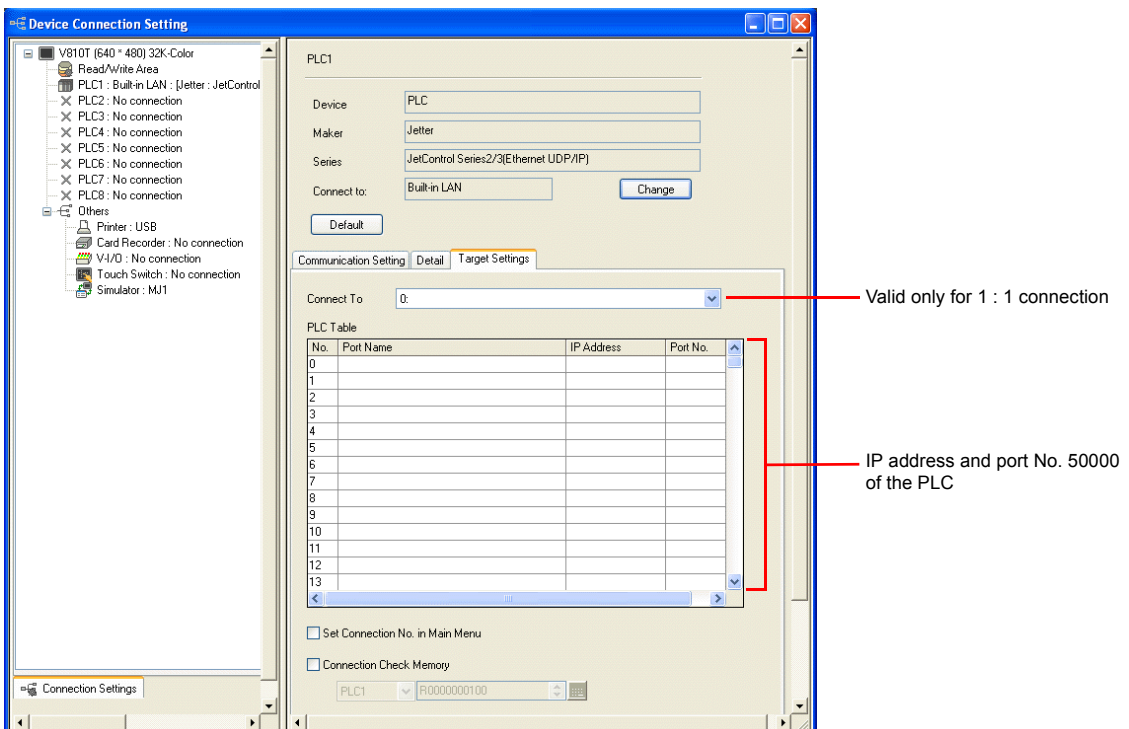 Device Connection Setting
V810T (640 * 480) 32K-Color
Read/Write Area
PLC1 : Built-in LAN : [Jetter : JetControl
PLC2 : No connection
PLC3 : No connection
PLC4 : No connection
PLC5 : No connection
PLC6 : No connection
PLC7 : No connection
PLC8 : No connection
Others
Printer : USB
Card Recorder : No connection
V-I/O : No connection
Touch Switch : No connection
Simulator : MJ1
Connection Settings
PLC1
Device PLC
Maker Jetter
Series JetControl Series2/3(Ethernet UDP/IP)
Connect to: Built-in LAN Change
Default
Communication Setting Detail Target Settings
Connect To 0:
PLC Table
No. Port Name IP Address Port No.
0
1
2
3
4
5
6
7
8
9
10
11
12
13
Set Connection No. in Main Menu
Connection Check Memory
PLC1 R0000000100
Valid only for 1 : 1 connection
IP address and port No. 50000
of the PLC